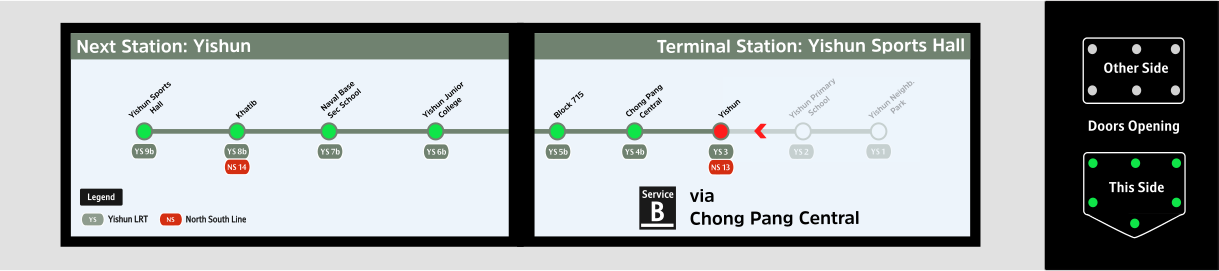 Next Station: Yishun
Terminal Station: Yishun Sports Hall
Yishun Sports
Hall
Khatib
Naval Base
Sec School
Yishun Junior
College
Block 715
Chong Pang
Central
Yishun
Yishun Primary
School
Yishun Neighb.
Park
YS 9b
YS 8b
YS 7b
YS 6b
YS 5b
YS 4b
YS 3
YS 2
YS 1
NS 14
NS 13
Legend
YS Yishun LRT
NS North South Line
Service
B
via
Chong Pang Central
Other Side
Doors Opening
This Side